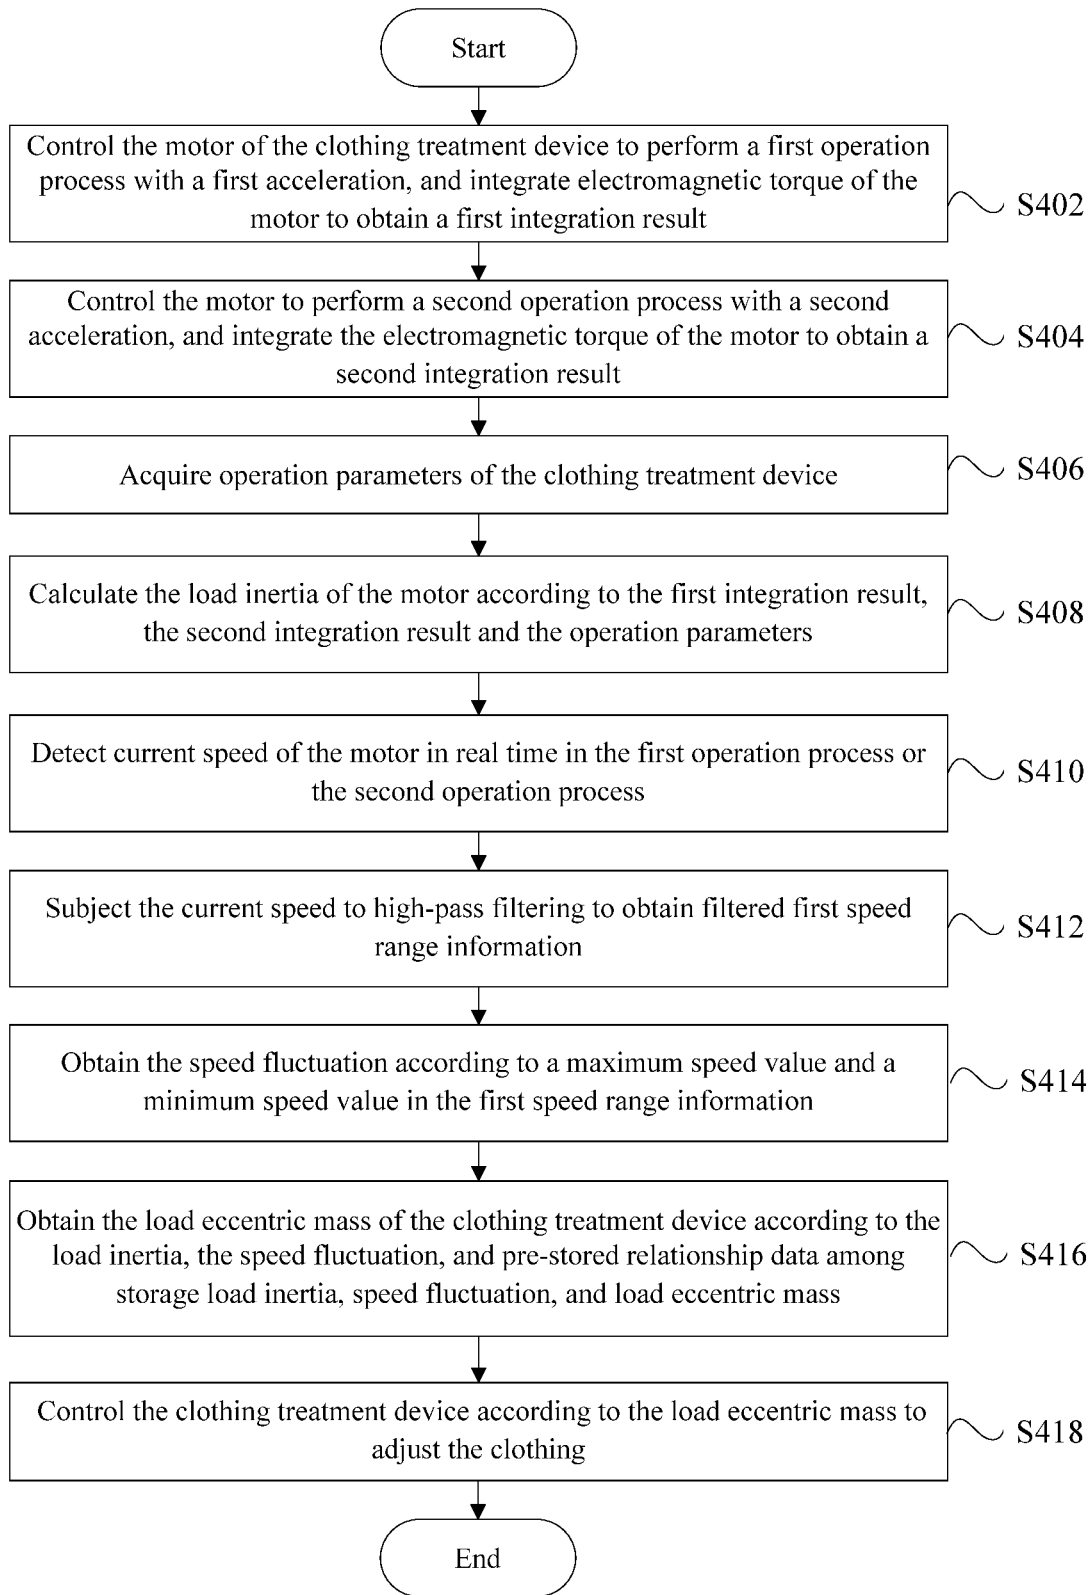 Start
Control the motor of the clothing treatment device to perform a first operation
process with a first acceleration, and integrate electromagnetic torque of the
motor to obtain a first integration result
S402
Control the motor to perform a second operation process with a second
acceleration, and integrate the electromagnetic torque of the motor to obtain a
second integration result
S404
Acquire operation parameters of the clothing treatment device
S406
Calculate the load inertia of the motor according to the first integration result,
the second integration result and the operation parameters
S408
Detect current speed of the motor in real time in the first operation process or
the second operation process
S410
Subject the current speed to high-pass filtering to obtain filtered first speed
range information
S412
Obtain the speed fluctuation according to a maximum speed value and a
minimum speed value in the first speed range information
S414
Obtain the load eccentric mass of the clothing treatment device according to the
load inertia, the speed fluctuation, and pre-stored relationship data among
storage load inertia, speed fluctuation, and load eccentric mass
S416
Control the clothing treatment device according to the load eccentric mass to
adjust the clothing
S418
End